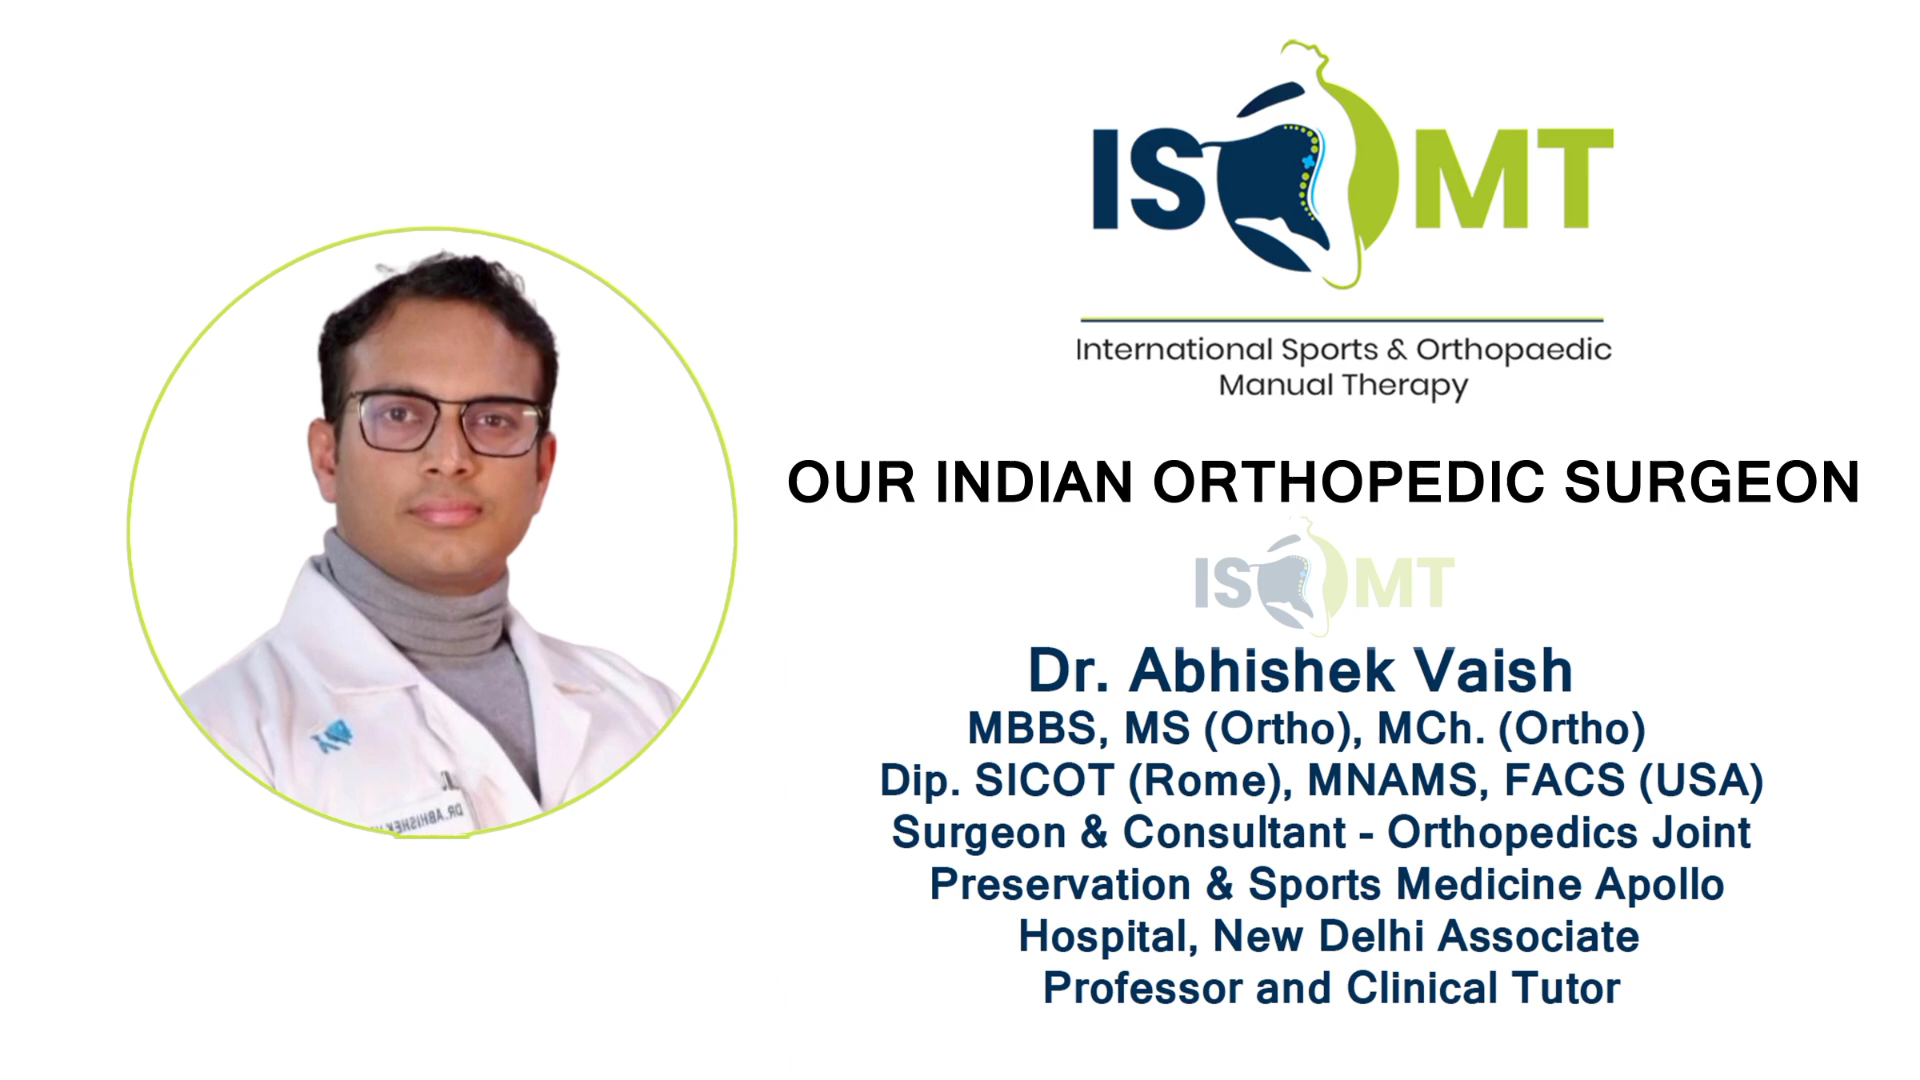 ISOMT
International Sports & Orthopaedic
Manual Therapy
OUR INDIAN ORTHOPEDIC SURGEON
ISOMT
Dr. Abhishek Vaish
MBBS, MS (Ortho), MCh. (Ortho)
Dip. SICOT (Rome), MNAMS, FACS (USA)
Surgeon & Consultant - Orthopedics Joint
Preservation & Sports Medicine Apollo
Hospital, New Delhi Associate
Professor and Clinical Tutor
DR. ABHISHEK